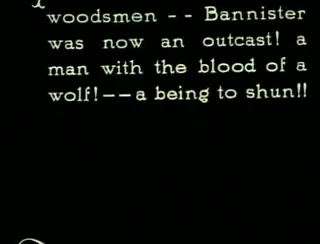 woodsmen -- Bannister
was now an outcast! a
man with the blood of a
wolf!--a being to shun!!